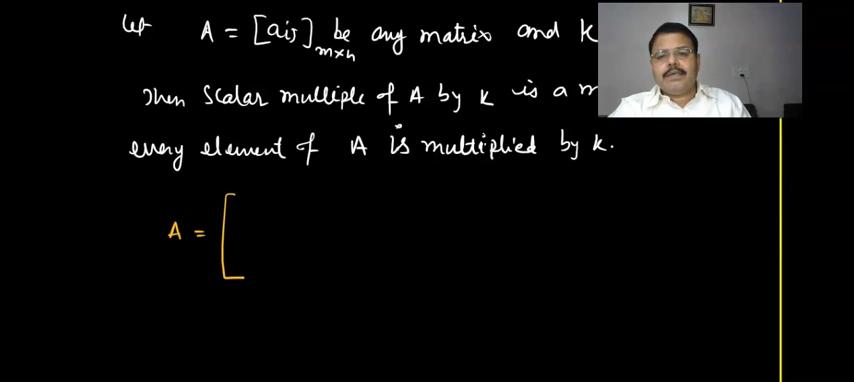 Let A = [aij]m×n be any matrix and K
Then Scalar multiple of A by K is a m
every element of A is multiplied by K.
A = [